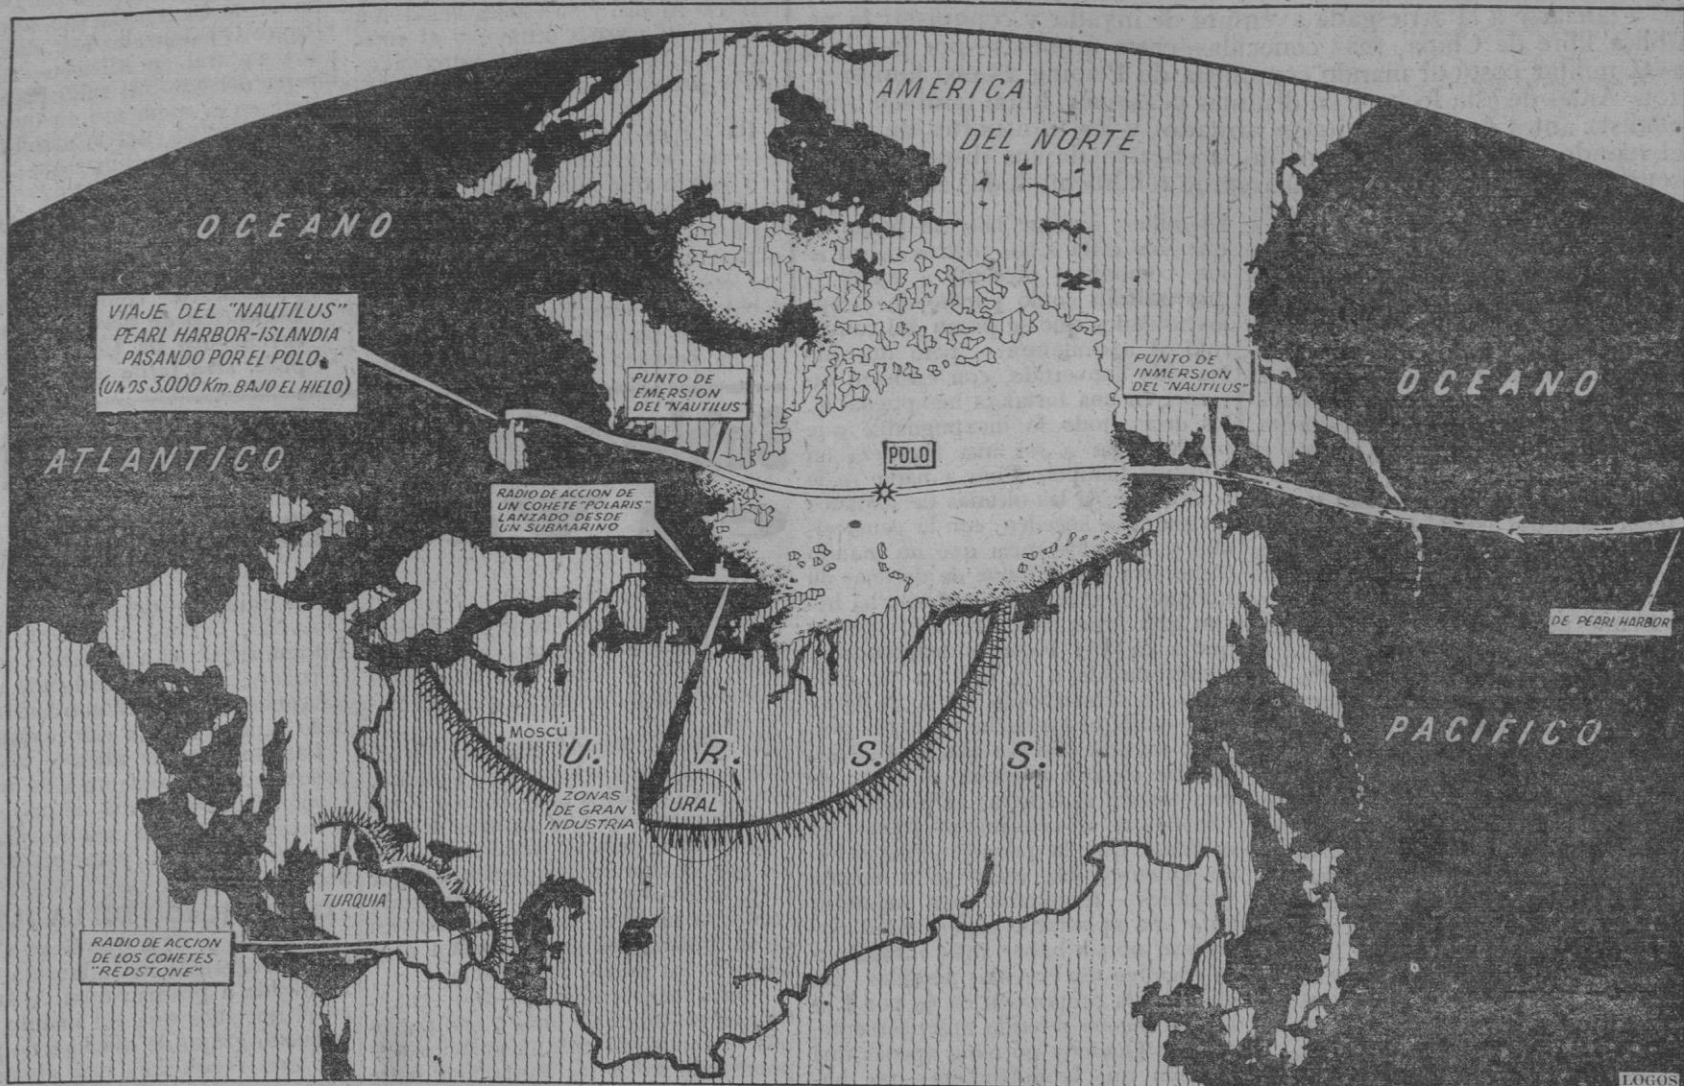 AMERICA
DEL NORTE
OCEANO
ATLANTICO
VIAJE DEL "NAUTILUS"
PEARL HARBOR-ISLANDIA
PASANDO POR EL POLO
(UNOS 3.000 Km. BAJO EL HIELO)
PUNTO DE
EMERSION
DEL "NAUTILUS"
PUNTO DE
INMERSION
DEL "NAUTILUS"
OCEANO
PACIFICO
POLO
RADIO DE ACCION DE
UN COHETE "POLARIS"
LANZADO DESDE
UN SUBMARINO
DE PEARL HARBOR
Moscú
U. R. S. S.
ZONAS
DE GRAN
INDUSTRIA
URAL
TURQUIA
RADIO DE ACCION
DE LOS COHETES
"REDSTONE"
LOGOS